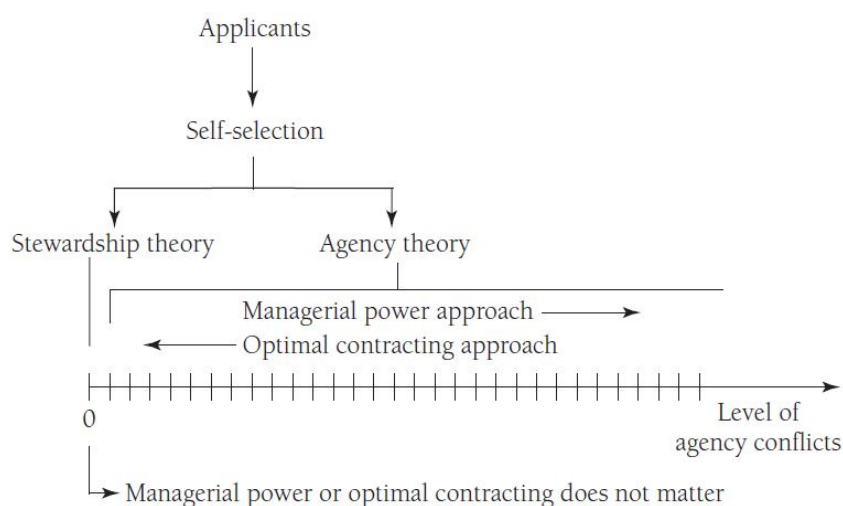 Applicants
Self-selection
Stewardship theory
Agency theory
Managerial power approach
Optimal contracting approach
0
Level of
agency conflicts
Managerial power or optimal contracting does not matter